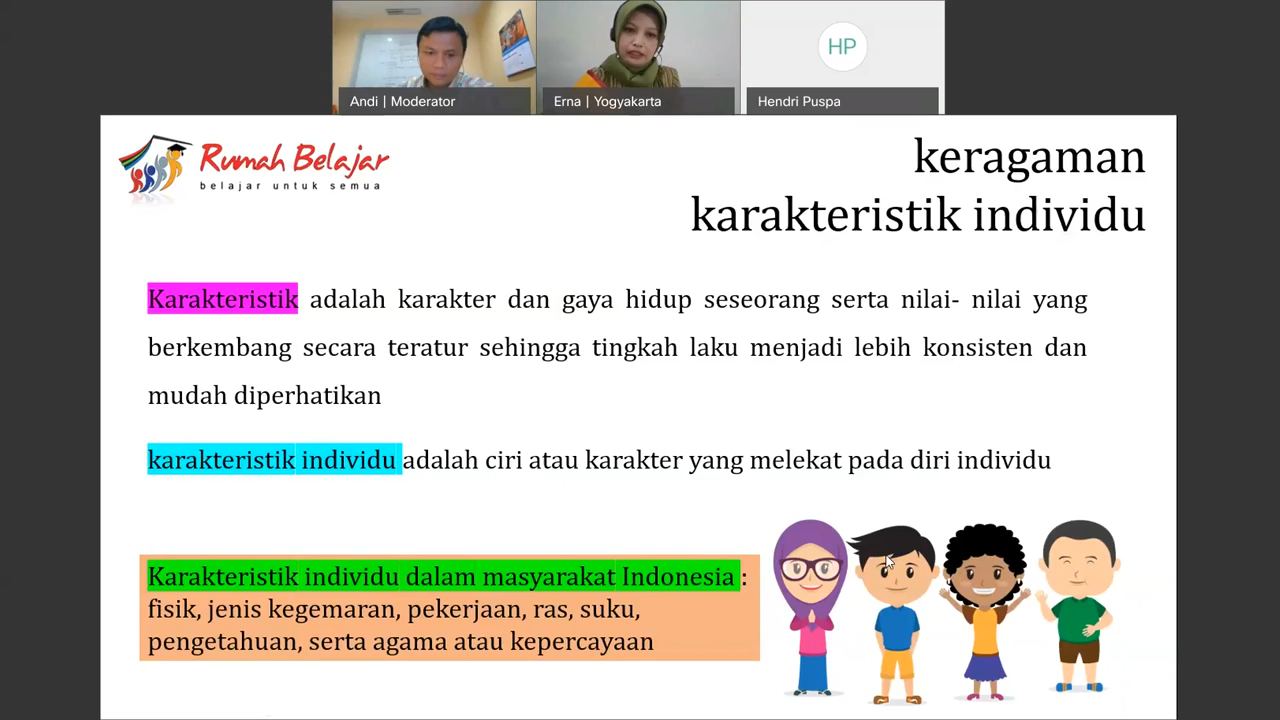 HP
Andi | Moderator
Erna | Yogyakarta
Hendri Puspa
Rumah Belajar
belajar untuk semua
keragaman
karakteristik individu
Karakteristik adalah karakter dan gaya hidup seseorang serta nilai- nilai yang
berkembang secara teratur sehingga tingkah laku menjadi lebih konsisten dan
mudah diperhatikan
karakteristik individu adalah ciri atau karakter yang melekat pada diri individu
Karakteristik individu dalam masyarakat Indonesia :
fisik, jenis kegemaran, pekerjaan, ras, suku,
pengetahuan, serta agama atau kepercayaan